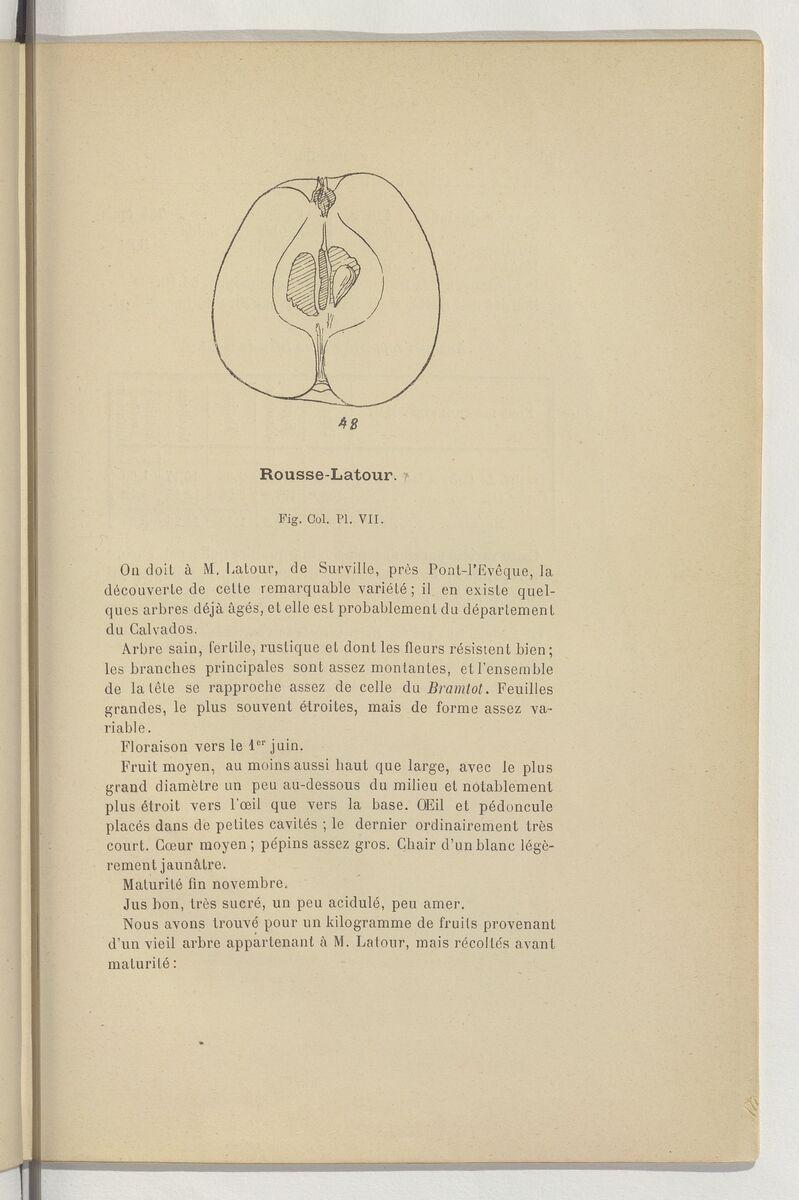 48
Rousse-Latour.
Fig. Col. Pl. VII.
On doit à M. Latour, de Surville, près Pont-l'Evêque, la
découverte de cette remarquable variété ; il en existe quel-
ques arbres déjà âgés, et elle est probablement du département
du Calvados.
Arbre sain, fertile, rustique et dont les fleurs résistent bien ;
les branches principales sont assez montantes, et l'ensemble
de la tête se rapproche assez de celle du Bramtot. Feuilles
grandes, le plus souvent étroites, mais de forme assez va-
riable.
Floraison vers le 1er juin.
Fruit moyen, au moins aussi haut que large, avec le plus
grand diamètre un peu au-dessous du milieu et notablement
plus étroit vers l'œil que vers la base. Œil et pédoncule
placés dans de petites cavités ; le dernier ordinairement très
court. Cœur moyen ; pépins assez gros. Chair d'un blanc légè-
rement jaunâtre.
Maturité fin novembre.
Jus bon, très sucré, un peu acidulé, peu amer.
Nous avons trouvé pour un kilogramme de fruits provenant
d'un vieil arbre appartenant à M. Latour, mais récoltés avant
maturité :